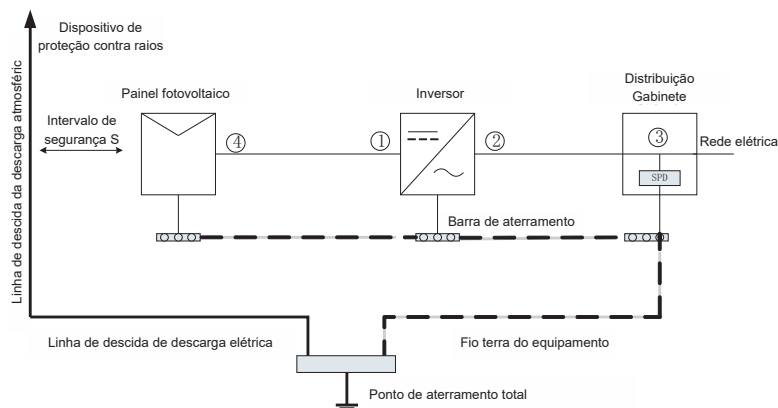 Dispositivo de
proteção contra raios
Linha de descida da descarga atmosféric
Intervalo de
segurança S
Painel fotovoltaico
Inversor
Distribuição
Gabinete
④
①
②
③
SPD
Rede elétrica
Barra de aterramento
Linha de descida de descarga elétrica
Fio terra do equipamento
Ponto de aterramento total